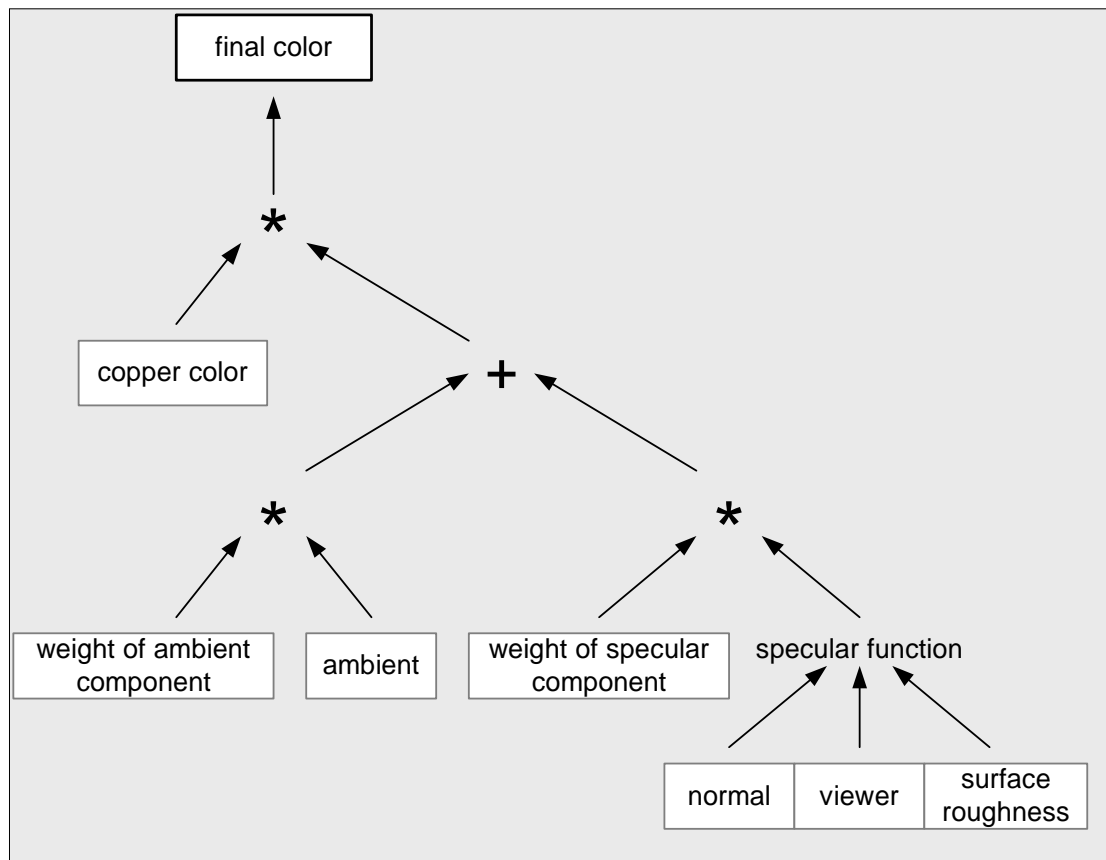 final color
*
copper color
+
*
*
weight of ambient
component
ambient
weight of specular
component
specular function
normal
viewer
surface
roughness